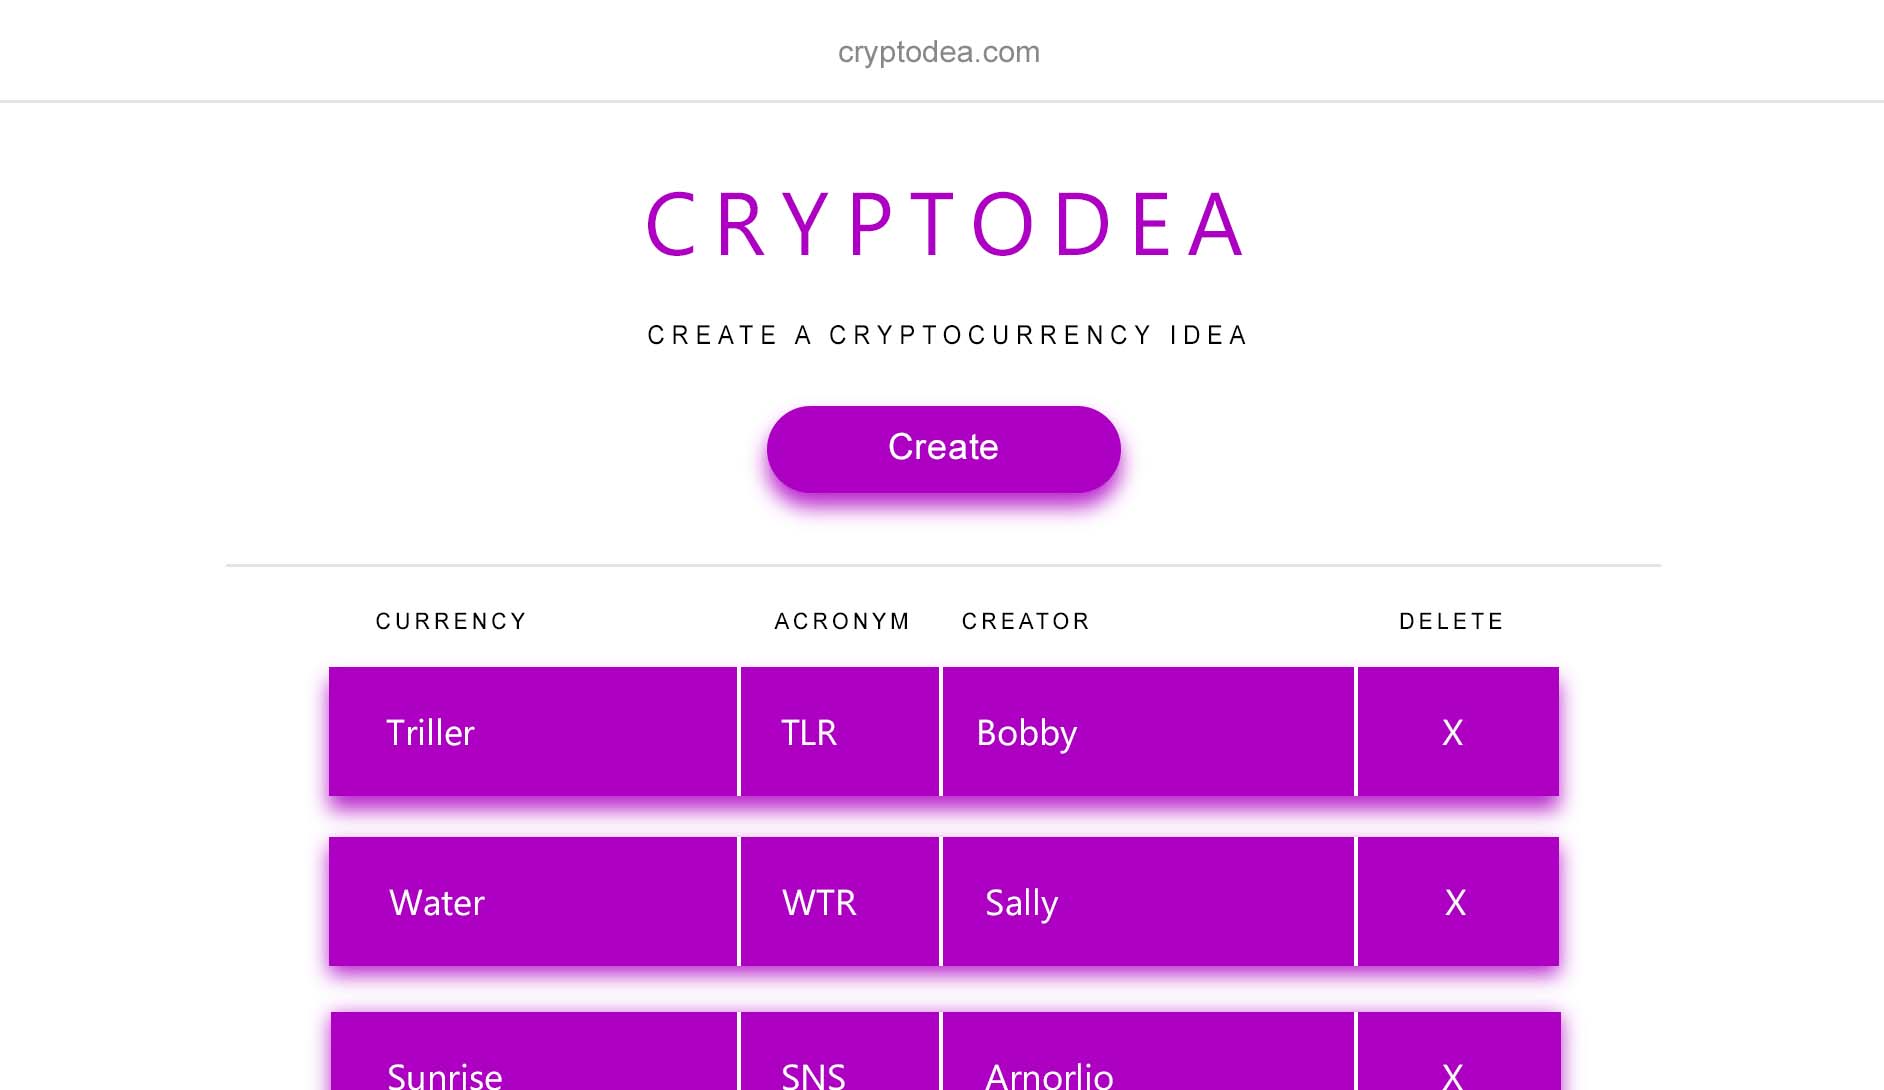 cryptodea.com
CRYPTODEA
CREATE A CRYPTOCURRENCY IDEA
Create
CURRENCY ACRONYM CREATOR DELETE
Triller TLR Bobby X
Water WTR Sally X
Sunrise SNS Arnorlio X